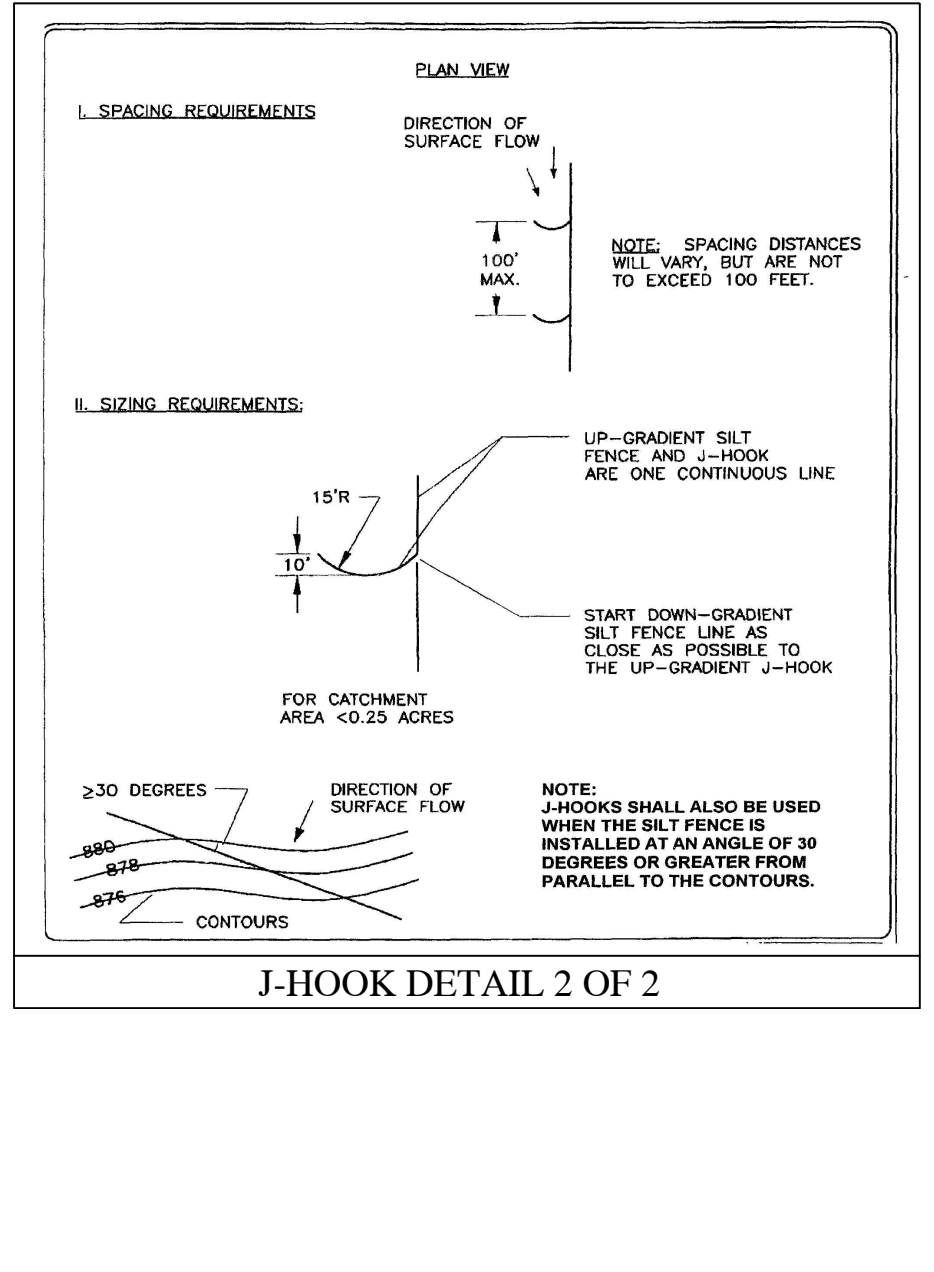 PLAN VIEW
I. SPACING REQUIREMENTS
DIRECTION OF
SURFACE FLOW
100'
MAX.
NOTE: SPACING DISTANCES
WILL VARY, BUT ARE NOT
TO EXCEED 100 FEET.
II. SIZING REQUIREMENTS:
UP-GRADIENT SILT
FENCE AND J-HOOK
ARE ONE CONTINUOUS LINE
15'R
10'
START DOWN-GRADIENT
SILT FENCE LINE AS
CLOSE AS POSSIBLE TO
THE UP-GRADIENT J-HOOK
FOR CATCHMENT
AREA <0.25 ACRES
≥30 DEGREES
DIRECTION OF
SURFACE FLOW
880
878
876
CONTOURS
NOTE:
J-HOOKS SHALL ALSO BE USED
WHEN THE SILT FENCE IS
INSTALLED AT AN ANGLE OF 30
DEGREES OR GREATER FROM
PARALLEL TO THE CONTOURS.
J-HOOK DETAIL 2 OF 2